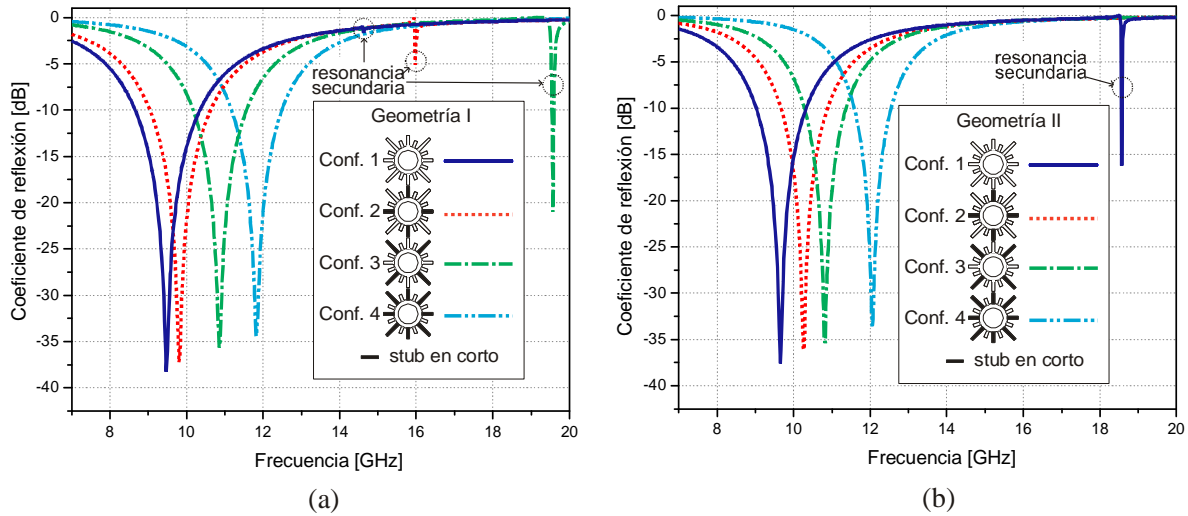 0
-5
-10
-15
-20
-25
-30
-35
-40
Coeficiente de reflexión [dB]
resonancia
secundaria
Geometría I
Conf. 1
Conf. 2
Conf. 3
Conf. 4
stub en corto
8 10 12 14 16 18 20
Frecuencia [GHz]
(a)
0
-5
-10
-15
-20
-25
-30
-35
-40
Coeficiente de reflexión [dB]
resonancia
secundaria
Geometría II
Conf. 1
Conf. 2
Conf. 3
Conf. 4
stub en corto
8 10 12 14 16 18 20
Frecuencia [GHz]
(b)